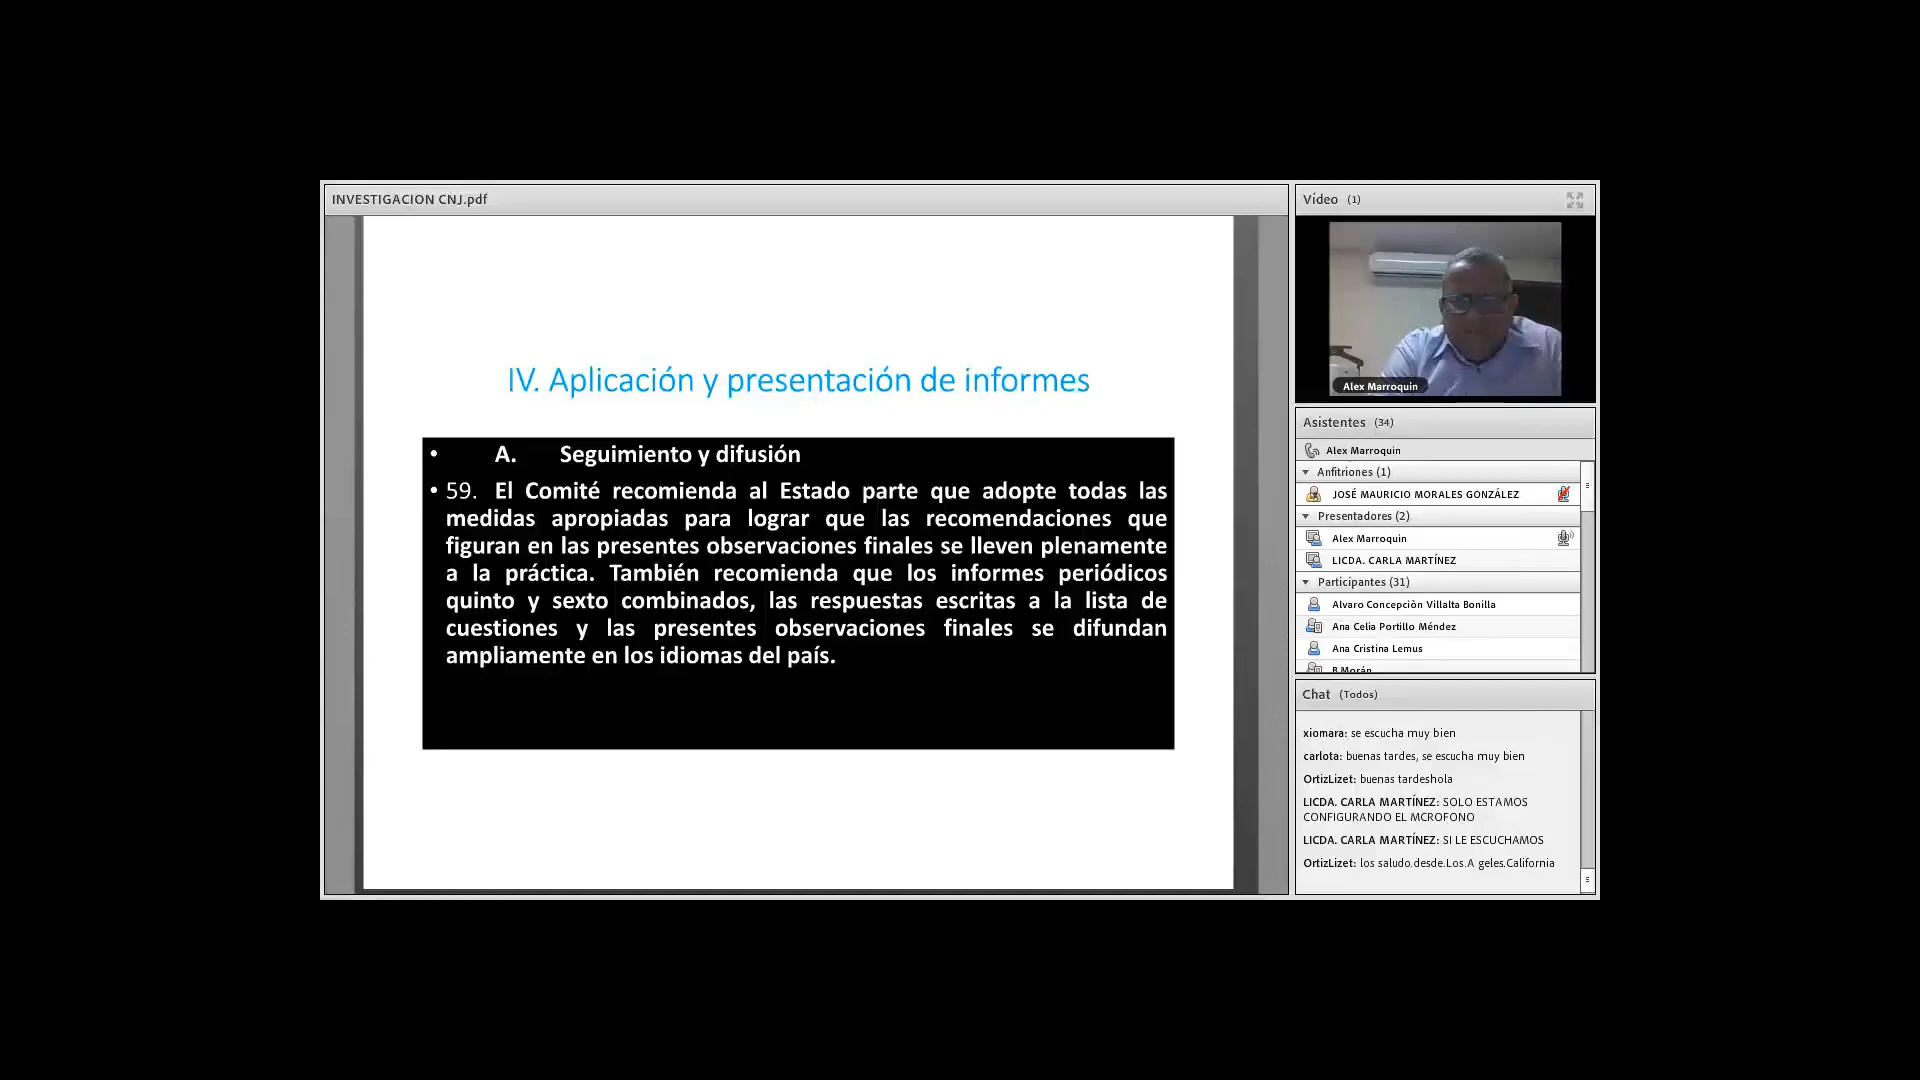 INVESTIGACION CNJ.pdf
IV. Aplicación y presentación de informes
• A. Seguimiento y difusión
• 59. El Comité recomienda al Estado parte que adopte todas las
medidas apropiadas para lograr que las recomendaciones que
figuran en las presentes observaciones finales se lleven plenamente
a la práctica. También recomienda que los informes periódicos
quinto y sexto combinados, las respuestas escritas a la lista de
cuestiones y las presentes observaciones finales se difundan
ampliamente en los idiomas del país.
Vídeo (1)
Alex Marroquin
Asistentes (34)
Alex Marroquin
Anfitriones (1)
JOSÉ MAURICIO MORALES GONZÁLEZ
Presentadores (2)
Alex Marroquin
LICDA. CARLA MARTÍNEZ
Participantes (31)
Alvaro Concepciòn Villalta Bonilla
Ana Celia Portillo Méndez
Ana Cristina Lemus
B Morán
Chat (Todos)
xiomara: se escucha muy bien
carlota: buenas tardes, se escucha muy bien
OrtizLizet: buenas tardeshola
LICDA. CARLA MARTÍNEZ: SOLO ESTAMOS
CONFIGURANDO EL MCROFONO
LICDA. CARLA MARTÍNEZ: SI LE ESCUCHAMOS
OrtizLizet: los saludo.desde.Los.A geles.California